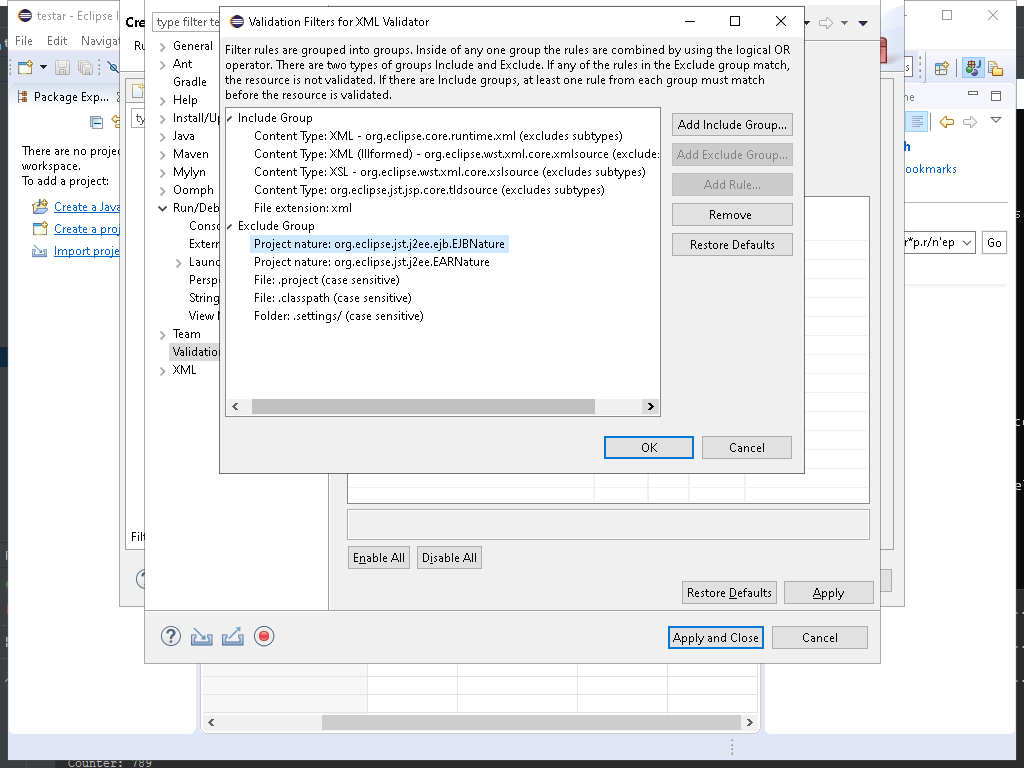 testar - Eclipse I
File
Edit
Navigat
Package Exp...
There are no projec
workspace.
To add a project:
Create a Java
Create a proj
Import proje
Cre
Ru
ty
Filt
type filter te
General
Ant
Gradle
Help
Install/Up
Java
Maven
Mylyn
Oomph
Run/Deb
Conso
Extern
Launc
Persp
String
View
Team
Validatio
XML
Validation Filters for XML Validator
Filter rules are grouped into groups. Inside of any one group the rules are combined by using the logical OR
operator. There are two types of groups Include and Exclude. If any of the rules in the Exclude group match,
the resource is not validated. If there are Include groups, at least one rule from each group must match
before the resource is validated.
Include Group
Content Type: XML - org.eclipse.core.runtime.xml (excludes subtypes)
Content Type: XML (Illformed) - org.eclipse.wst.xml.core.xmlsource (exclude:
Content Type: XSL - org.eclipse.wst.xml.core.xslsource (excludes subtypes)
Content Type: org.eclipse.jst.jsp.core.tldsource (excludes subtypes)
File extension: xml
Exclude Group
Project nature: org.eclipse.jst.j2ee.ejb.EJBNature
Project nature: org.eclipse.jst.j2ee.EARNature
File: .project (case sensitive)
File: .classpath (case sensitive)
Folder: .settings/ (case sensitive)
Add Include Group...
Add Exclude Group...
Add Rule...
Remove
Restore Defaults
OK
Cancel
Enable All
Disable All
Restore Defaults
Apply
Apply and Close
Cancel
ne
h
ookmarks
r*p.r/n'ep
Go
Counter: 789